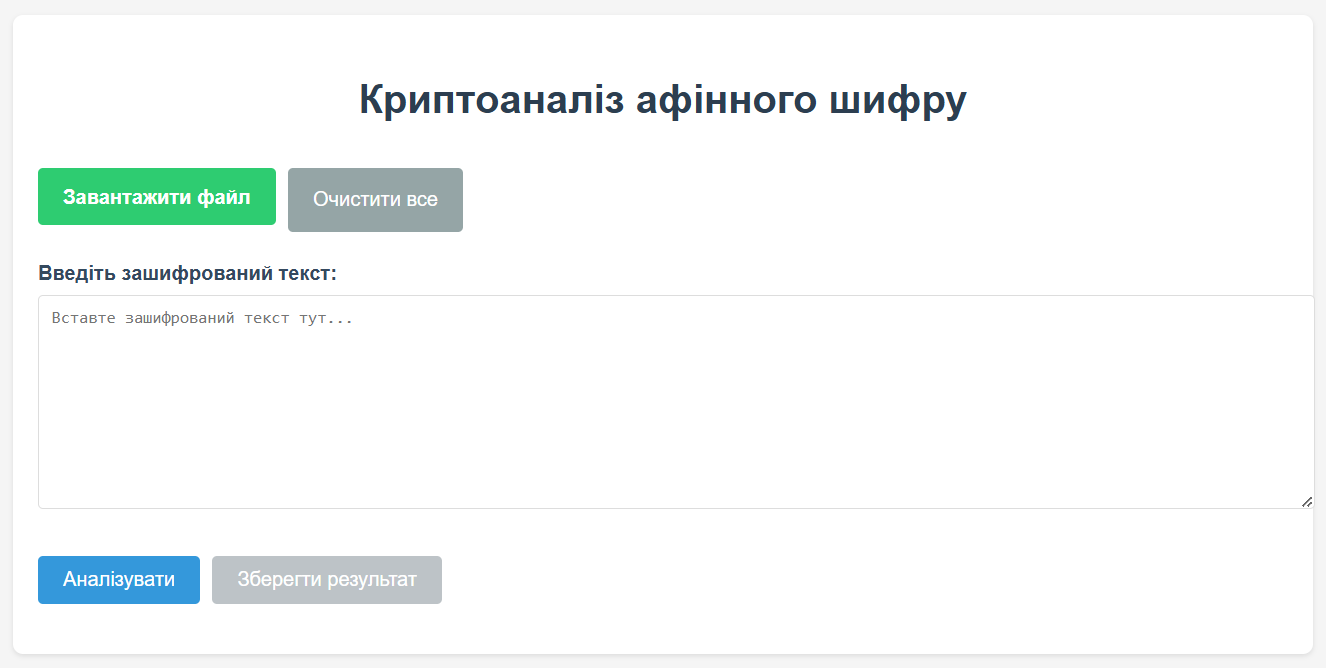 Криптоаналіз афінного шифру
Завантажити файл
Очистити все
Введіть зашифрований текст:
Вставте зашифрований текст тут...
Аналізувати
Зберегти результат